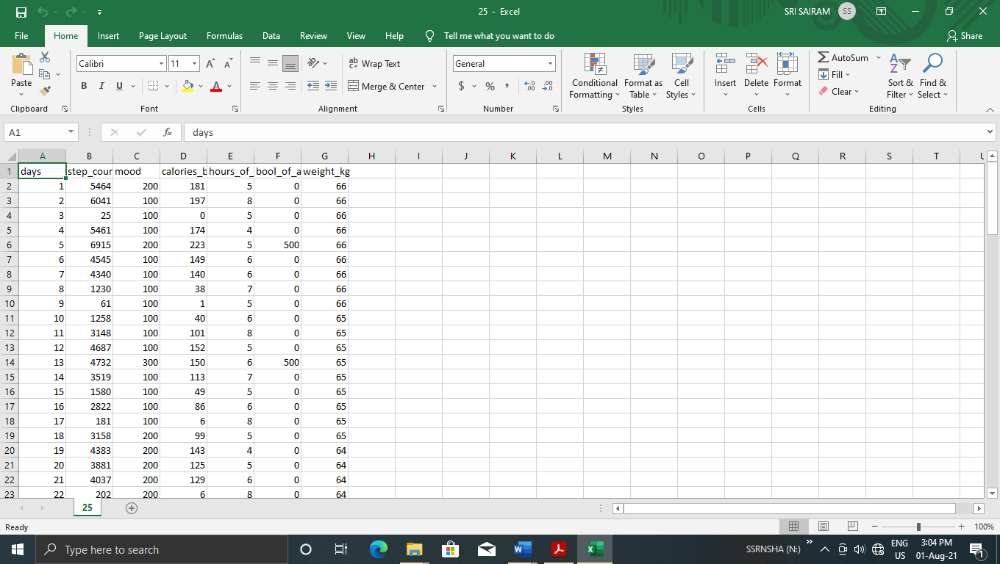 25 - Excel
SRI SAIRAM SS
File Home Insert Page Layout Formulas Data Review View Help Tell me what you want to do Share
Calibri 11 Wrap Text General AutoSum
Paste B I U Merge & Center $ % , Conditional Formatting Format as Table Cell Styles Insert Delete Format Fill Clear Sort & Filter Find & Select
Clipboard Font Alignment Number Styles Cells Editing
A1 fx days
A B C D E F G H I J K L M N O P Q R S T
1 days step_cour mood calories_b hours_of_ bool_of_a weight_kg
2 1 5464 200 181 5 0 66
3 2 6041 100 197 8 0 66
4 3 25 100 0 5 0 66
5 4 5461 100 174 4 0 66
6 5 6915 200 223 5 500 66
7 6 4545 100 149 6 0 66
8 7 4340 100 140 6 0 66
9 8 1230 100 38 7 0 66
10 9 61 100 1 5 0 66
11 10 1258 100 40 6 0 65
12 11 3148 100 101 8 0 65
13 12 4687 100 152 5 0 65
14 13 4732 300 150 6 500 65
15 14 3519 100 113 7 0 65
16 15 1580 100 49 5 0 65
17 16 2822 100 86 6 0 65
18 17 181 100 6 8 0 65
19 18 3158 200 99 5 0 65
20 19 4383 200 143 4 0 64
21 20 3881 200 125 5 0 64
22 21 4037 200 129 6 0 64
23 22 202 200 6 8 0 64
25
Ready 100%
Type here to search SSRNSHA (N:) ENG US 3:04 PM 01-Aug-21 1